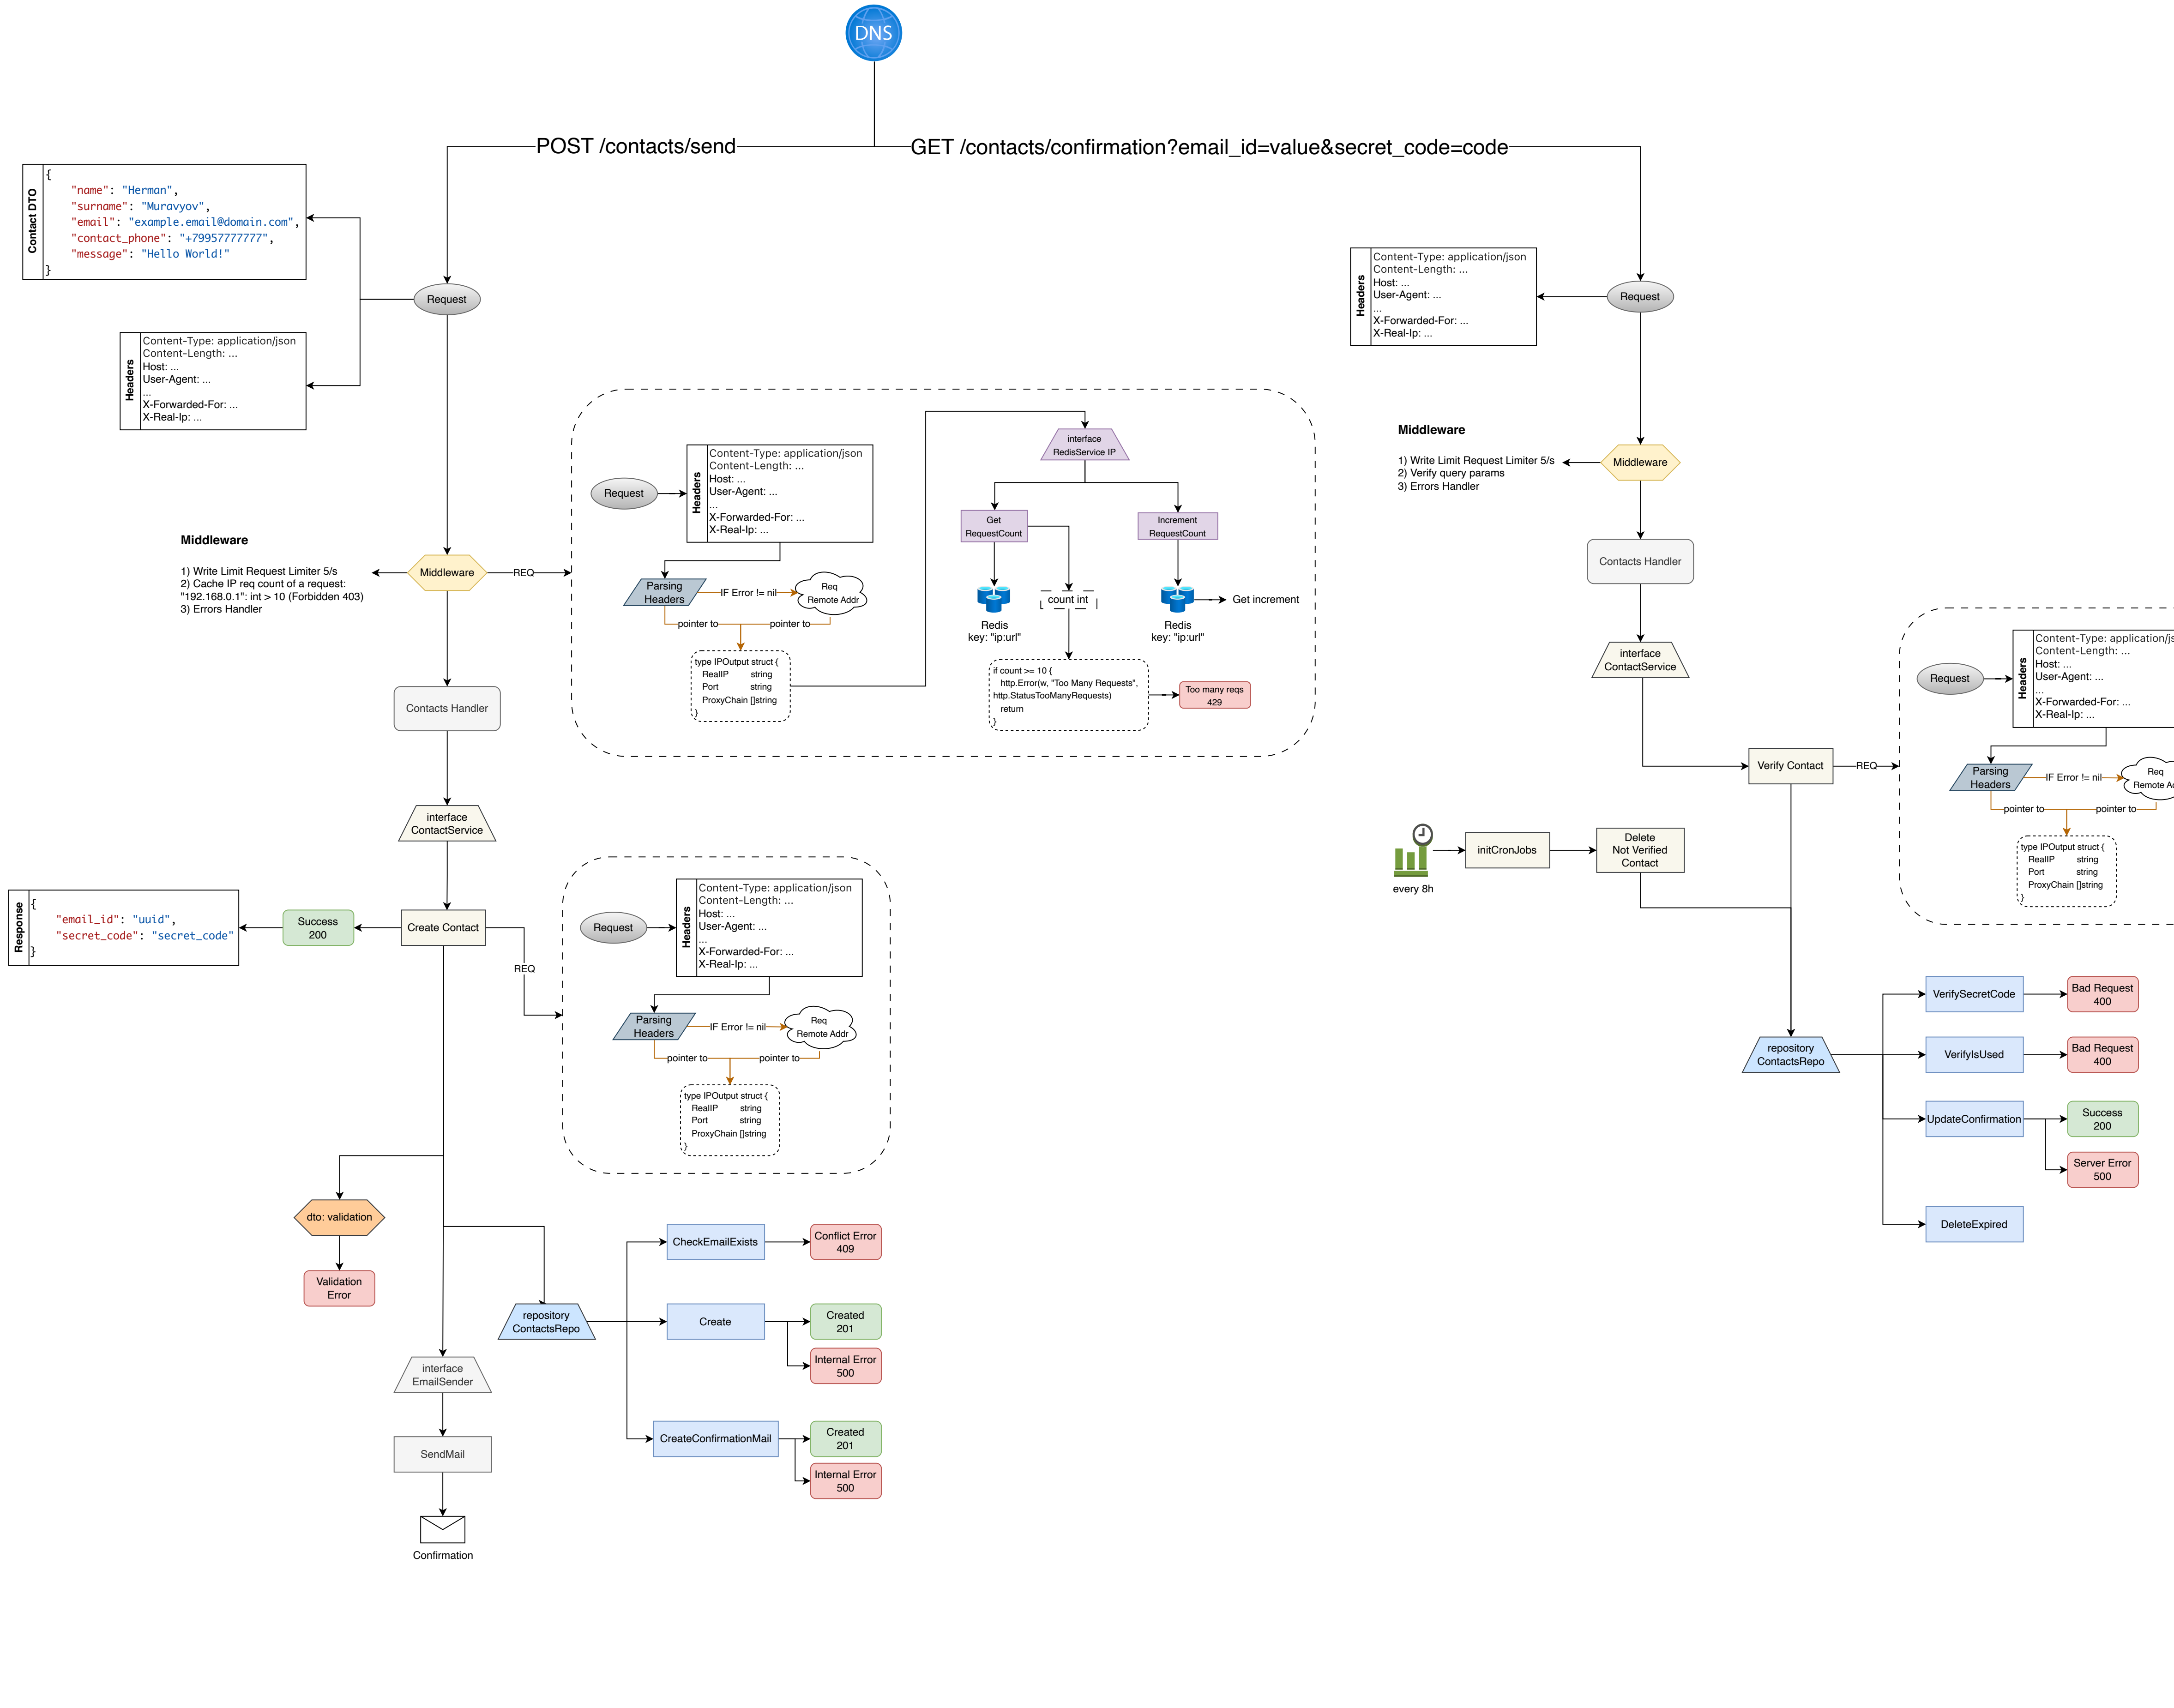 DNS
POST /contacts/send
GET /contacts/confirmation?email_id=value&secret_code=code
Contact DTO
{
"name": "Herman",
"surname": "Muravyov",
"email": "example.email@domain.com",
"contact_phone": "+79957777777",
"message": "Hello World!"
}
Request
Headers
Content-Type: application/json
Content-Length: ...
Host: ...
User-Agent: ...
...
X-Forwarded-For: ...
X-Real-Ip: ...
Middleware
1) Write Limit Request Limiter 5/s
2) Cache IP req count of a request:
"192.168.0.1": int > 10 (Forbidden 403)
3) Errors Handler
Middleware
REQ
Request
Headers
Content-Type: application/json
Content-Length: ...
Host: ...
User-Agent: ...
...
X-Forwarded-For: ...
X-Real-Ip: ...
Parsing
Headers
IF Error != nil
Req
Remote Addr
pointer to
pointer to
type IPOutput struct {
RealIP string
Port string
ProxyChain []string
}
interface
RedisService IP
Get
RequestCount
Increment
RequestCount
Redis
key: "ip:url"
count int
Redis
key: "ip:url"
Get increment
if count >= 10 {
http.Error(w, "Too Many Requests",
http.StatusTooManyRequests)
return
}
Too many reqs
429
Contacts Handler
interface
ContactService
Create Contact
Success
200
Response
{
"email_id": "uuid",
"secret_code": "secret_code"
}
REQ
Request
Headers
Content-Type: application/json
Content-Length: ...
Host: ...
User-Agent: ...
...
X-Forwarded-For: ...
X-Real-Ip: ...
Parsing
Headers
IF Error != nil
Req
Remote Addr
pointer to
pointer to
type IPOutput struct {
RealIP string
Port string
ProxyChain []string
}
dto: validation
Validation
Error
repository
ContactsRepo
CheckEmailExists
Conflict Error
409
Create
Created
201
Internal Error
500
CreateConfirmationMail
Created
201
Internal Error
500
interface
EmailSender
SendMail
Confirmation
Request
Headers
Content-Type: application/json
Content-Length: ...
Host: ...
User-Agent: ...
...
X-Forwarded-For: ...
X-Real-Ip: ...
Middleware
1) Write Limit Request Limiter 5/s
2) Verify query params
3) Errors Handler
Middleware
Contacts Handler
interface
ContactService
Verify Contact
REQ
Request
Headers
Content-Type: application/js
Content-Length: ...
Host: ...
User-Agent: ...
...
X-Forwarded-For: ...
X-Real-Ip: ...
Parsing
Headers
IF Error != nil
Req
Remote Ad
pointer to
pointer to
type IPOutput struct {
RealIP string
Port string
ProxyChain []string
}
every 8h
initCronJobs
Delete
Not Verified
Contact
repository
ContactsRepo
VerifySecretCode
Bad Request
400
VerifyIsUsed
Bad Request
400
UpdateConfirmation
Success
200
Server Error
500
DeleteExpired